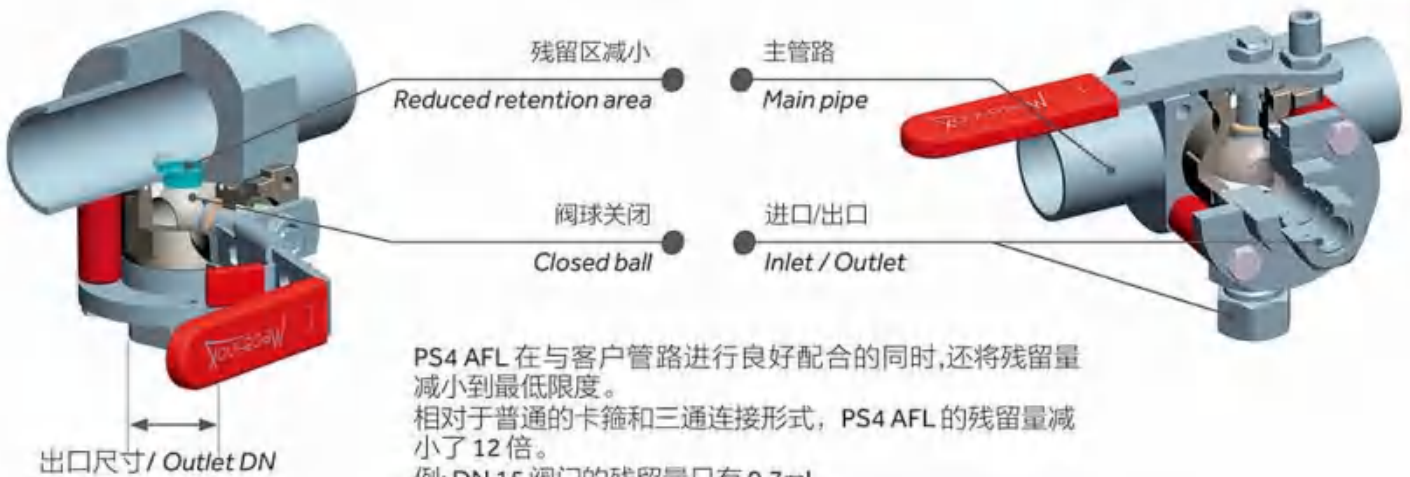 残留区减小
Reduced retention area
主管路
Main pipe
阀球关闭
Closed ball
进口/出口
Inlet / Outlet
出口尺寸/ Outlet DN
PS4 AFL 在与客户管路进行良好配合的同时,还将残留量
减小到最低限度。
相对于普通的卡箍和三通连接形式，PS4 AFL 的残留量减
小了 12 倍。